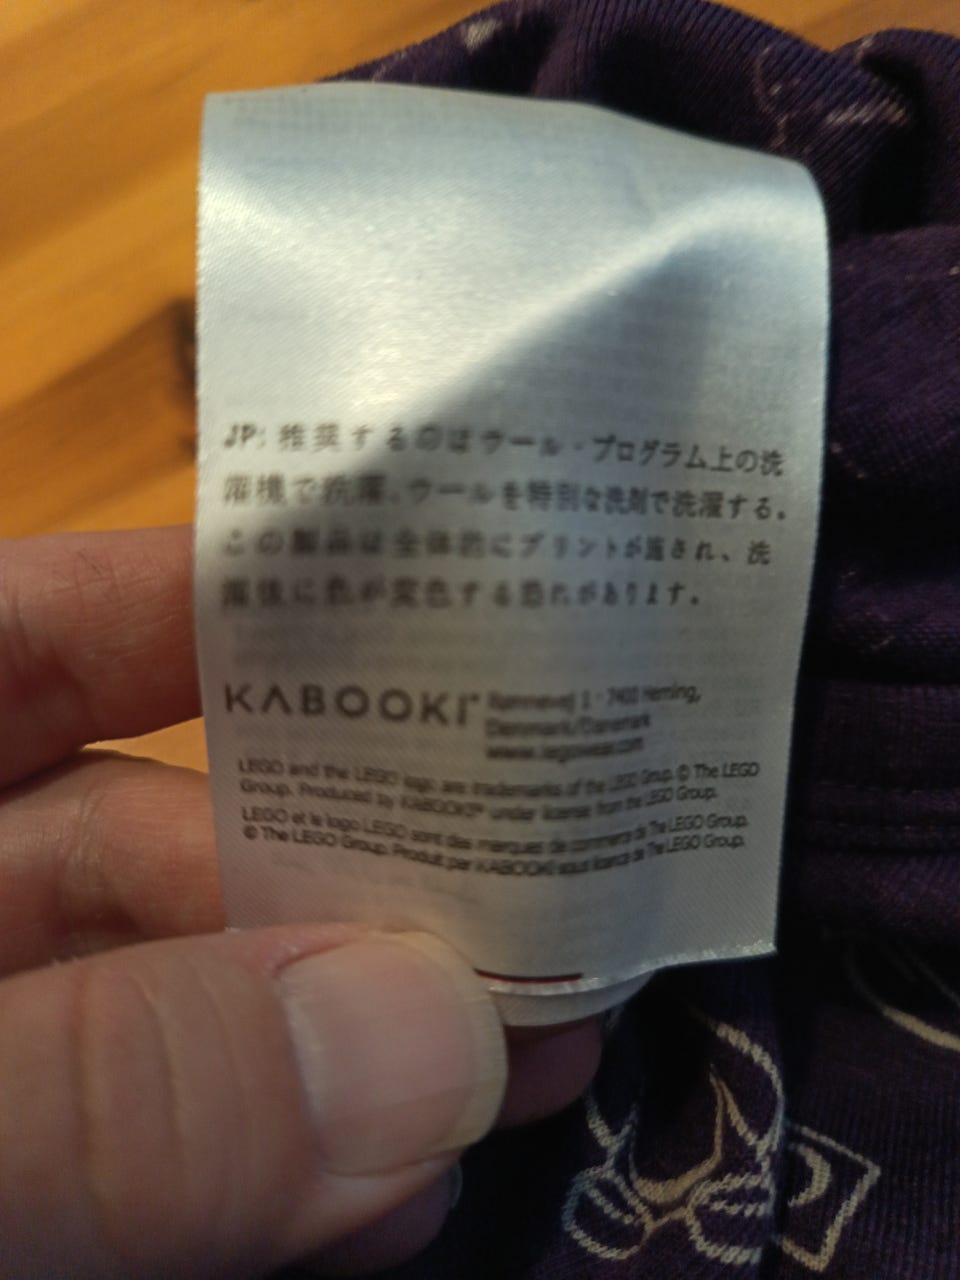 JP: 推奨するのはウール・プログラム上の洗
濯機で洗濯。ウールを特別な洗剤で洗濯する。
この製品は全体的にプリントが施され、洗
濯後に色が変色する恐れがあります。
KABOOKI
Rønnevej 1 · 7400 Herning,
Denmark/Danemark
www.legowear.com
LEGO and the LEGO logo are trademarks of the LEGO Group. © The LEGO
Group. Produced by KABOOKI® under license from the LEGO Group.
LEGO et le logo LEGO sont des marques de commerce de The LEGO Group.
© The LEGO Group. Produit par KABOOKI sous licence de The LEGO Group.